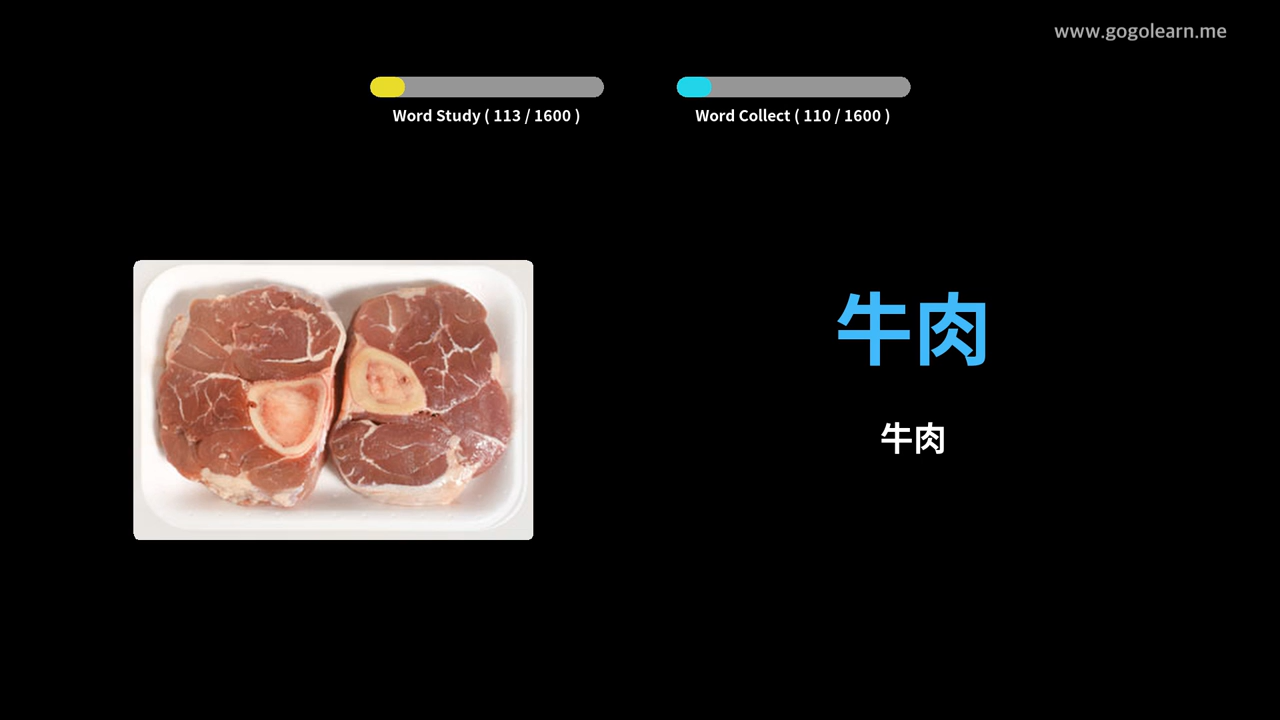 www.gogolearn.me
Word Study ( 113 / 1600 )
Word Collect ( 110 / 1600 )
牛肉
牛肉